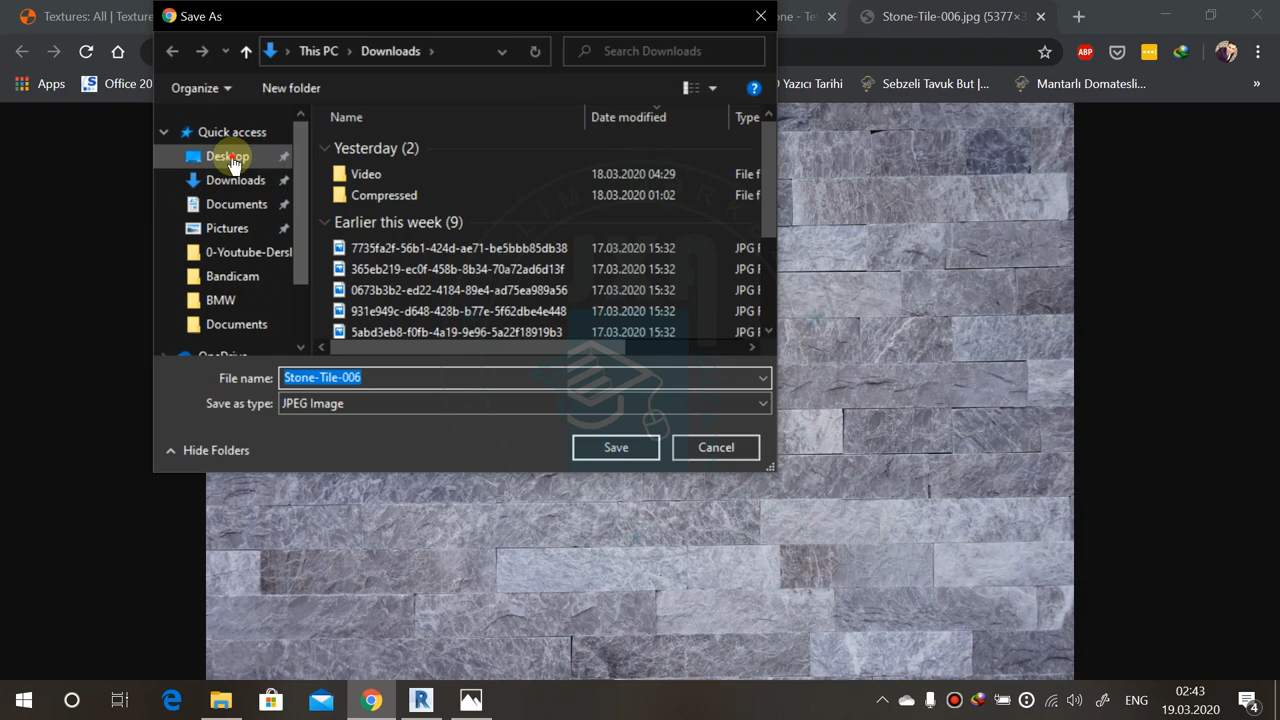 Textures: All | Texture
Save As
one - Te
Stone-Tile-006.jpg (5377×3
This PC
Downloads
Search Downloads
ABP
Apps
Office 20
Organize
New folder
Yazıcı Tarihi
Sebzeli Tavuk But |...
Mantarlı Domatesli...
»
Quick access
Name
Date modified
Type
Desktop
Yesterday (2)
Downloads
Video
18.03.2020 04:29
File f
Documents
Compressed
18.03.2020 01:02
File f
Pictures
Earlier this week (9)
0-Youtube-Dersl
7735fa2f-56b1-424d-ae71-be5bbb85db38
17.03.2020 15:32
JPG F
Bandicam
365eb219-ec0f-458b-8b34-70a72ad6d13f
17.03.2020 15:32
JPG F
BMW
0673b3b2-ed22-4184-89e4-ad75ea989a56
17.03.2020 15:32
JPG F
931e949c-d648-428b-b77e-5f62dbe4e448
17.03.2020 15:32
JPG F
Documents
5abd3eb8-f0fb-4a19-9e96-5a22f18919b3
17.03.2020 15:32
JPG F
OneDrive
File name:
Stone-Tile-006
Save as type:
JPEG Image
Hide Folders
Save
Cancel
ENG
02:43
19.03.2020
4